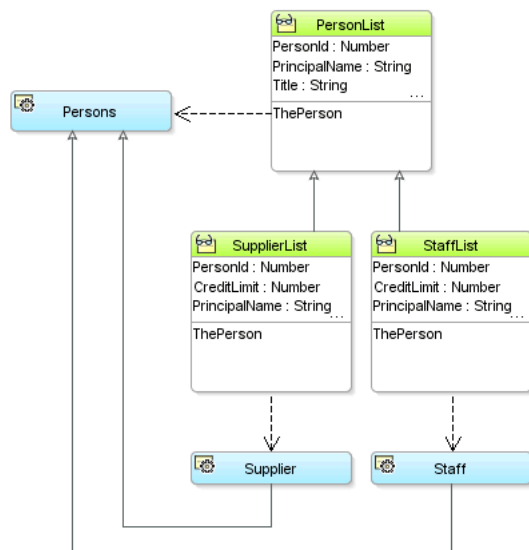 PersonList
PersonId : Number
PrincipalName : String
Title : String
...
ThePerson
Persons
SupplierList
PersonId : Number
CreditLimit : Number
PrincipalName : String
...
ThePerson
StaffList
PersonId : Number
CreditLimit : Number
PrincipalName : String
...
ThePerson
Supplier
Staff